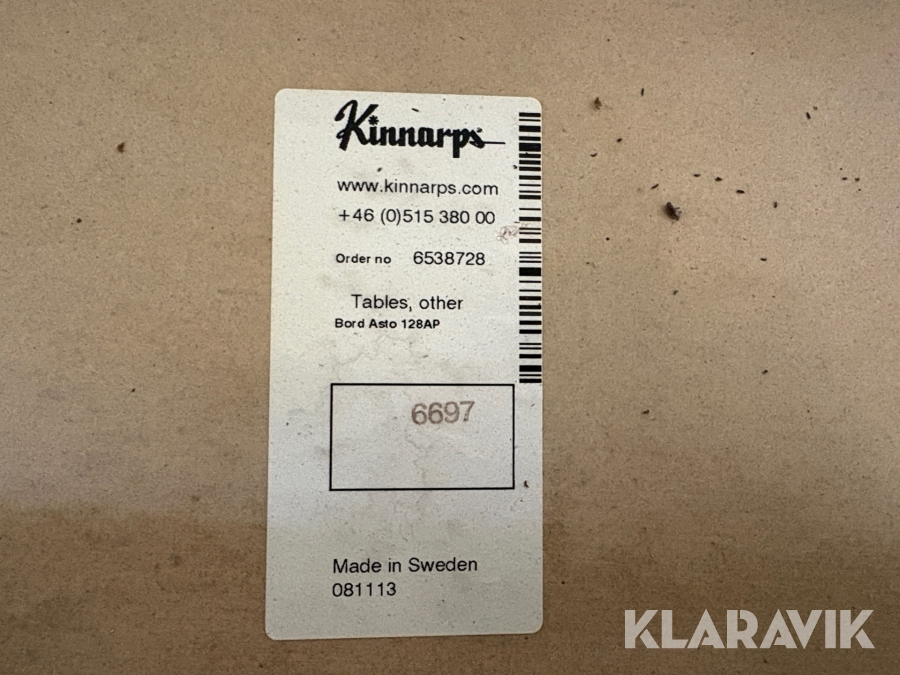 Kinnarps
www.kinnarps.com
+46 (0)515 380 00
Order no 6538728
Tables, other
Bord Asto 128AP
6697
Made in Sweden
081113
KLARAVIK